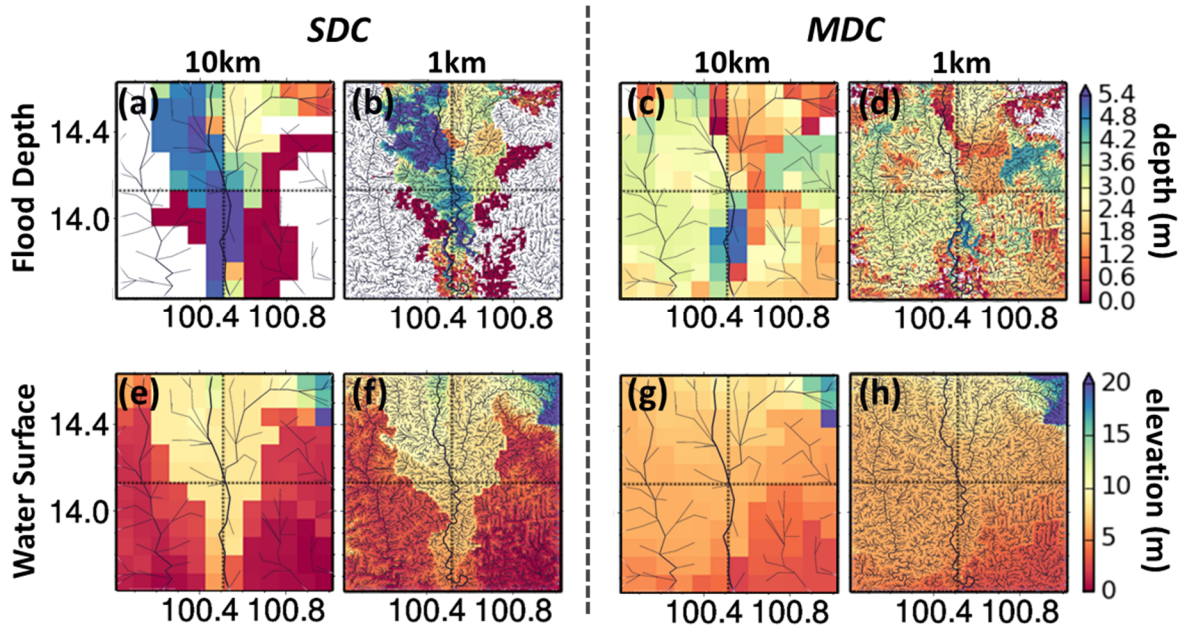 SDC MDC
10km 1km 10km 1km
Flood Depth
(a) (b) (c) (d)
14.4
14.0
100.4 100.8 100.4 100.8 100.4 100.8 100.4 100.8
5.4
4.8
4.2
3.6
3.0
2.4
1.8
1.2
0.6
0.0
depth (m)
Water Surface
(e) (f) (g) (h)
14.4
14.0
100.4 100.8 100.4 100.8 100.4 100.8 100.4 100.8
20
15
10
5
0
elevation (m)